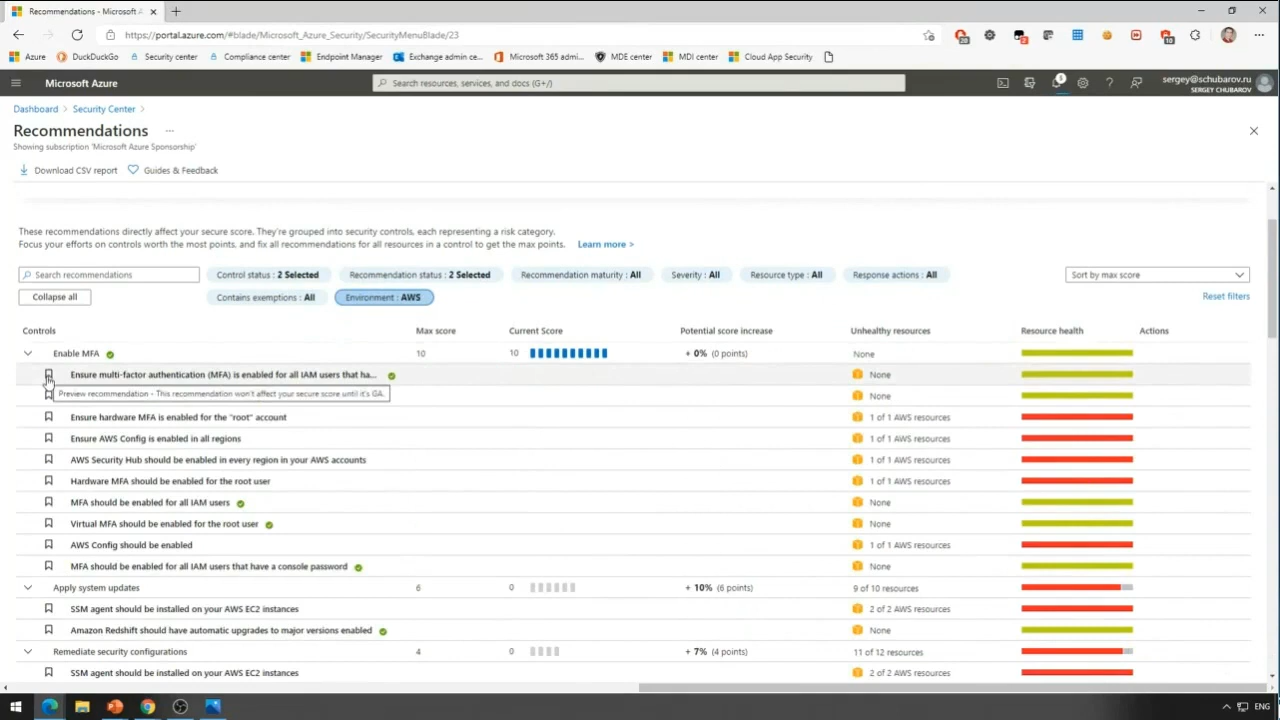 Recommendations - Microsoft A
https://portal.azure.com/#blade/Microsoft_Azure_Security/SecurityMenuBlade/23
Azure DuckDuckGo Security center Compliance center Endpoint Manager Exchange admin ce... Microsoft 365 admi... MDE center MDI center Cloud App Security
Microsoft Azure
Search resources, services, and docs (G+/)
sergey@schubarov.ru
SERGEY CHUBAROV
Dashboard > Security Center >
Recommendations ...
Showing subscription 'Microsoft Azure Sponsorship'
Download CSV report Guides & Feedback
These recommendations directly affect your secure score. They're grouped into security controls, each representing a risk category.
Focus your efforts on controls worth the most points, and fix all recommendations for all resources in a control to get the max points. Learn more >
Search recommendations Control status : 2 Selected Recommendation status : 2 Selected Recommendation maturity : All Severity : All Resource type : All Response actions : All Sort by max score
Collapse all Contains exemptions : All Environment : AWS Reset filters
Controls Max score Current Score Potential score increase Unhealthy resources Resource health Actions
Enable MFA 10 10 + 0% (0 points) None
Ensure multi-factor authentication (MFA) is enabled for all IAM users that ha... None
Preview recommendation - This recommendation won't affect your secure score until it's GA. None
Ensure hardware MFA is enabled for the "root" account 1 of 1 AWS resources
Ensure AWS Config is enabled in all regions 1 of 1 AWS resources
AWS Security Hub should be enabled in every region in your AWS accounts 1 of 1 AWS resources
Hardware MFA should be enabled for the root user 1 of 1 AWS resources
MFA should be enabled for all IAM users None
Virtual MFA should be enabled for the root user None
AWS Config should be enabled 1 of 1 AWS resources
MFA should be enabled for all IAM users that have a console password None
Apply system updates 6 0 + 10% (6 points) 9 of 10 resources
SSM agent should be installed on your AWS EC2 instances 2 of 2 AWS resources
Amazon Redshift should have automatic upgrades to major versions enabled None
Remediate security configurations 4 0 + 7% (4 points) 11 of 12 resources
SSM agent should be installed on your AWS EC2 instances 2 of 2 AWS resources
ENG